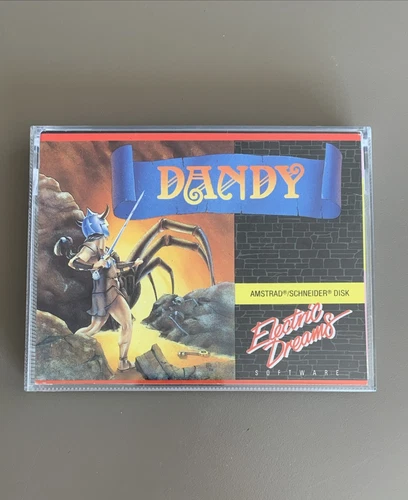 DANDY
AMSTRAD®/SCHNEIDER® DISK
Electric
Dreams
SOFTWARE